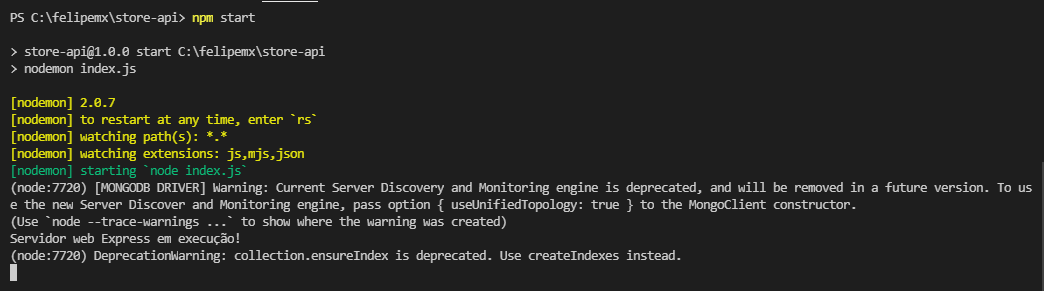 PS C:\felipemx\store-api> npm start
> store-api@1.0.0 start C:\felipemx\store-api
> nodemon index.js
[nodemon] 2.0.7
[nodemon] to restart at any time, enter `rs`
[nodemon] watching path(s): *.*
[nodemon] watching extensions: js,mjs,json
[nodemon] starting `node index.js`
(node:7720) [MONGODB DRIVER] Warning: Current Server Discovery and Monitoring engine is deprecated, and will be removed in a future version. To us
e the new Server Discover and Monitoring engine, pass option { useUnifiedTopology: true } to the MongoClient constructor.
(Use `node --trace-warnings ...` to show where the warning was created)
Servidor web Express em execução!
(node:7720) DeprecationWarning: collection.ensureIndex is deprecated. Use createIndexes instead.